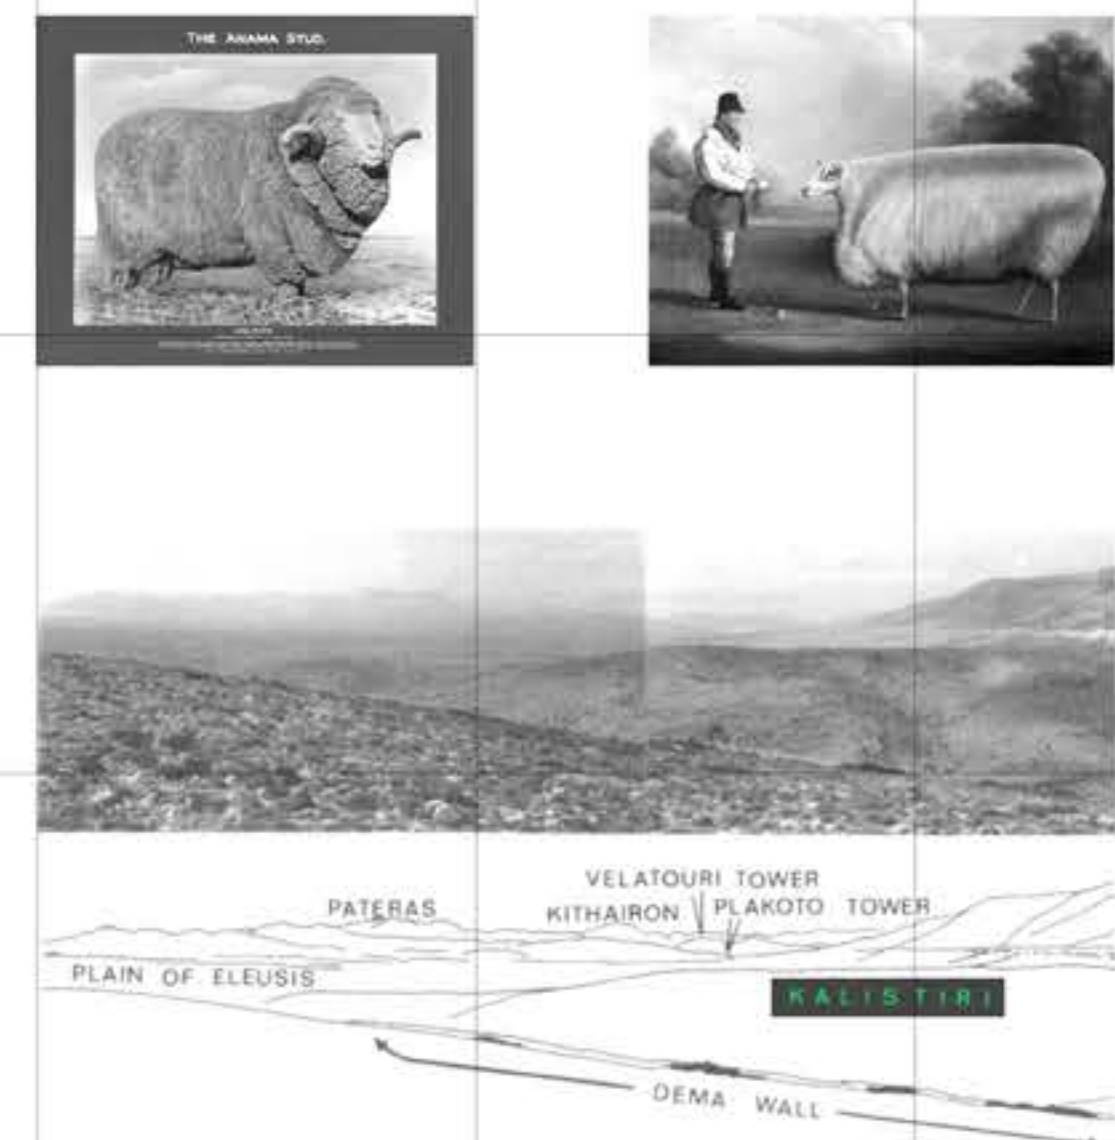 THE ANAMA STUD.
VELATOURI TOWER
PATERAS
KITHAIRON
PLAKOTO TOWER
PLAIN OF ELEUSIS
KALISTIRI
DEMA WALL